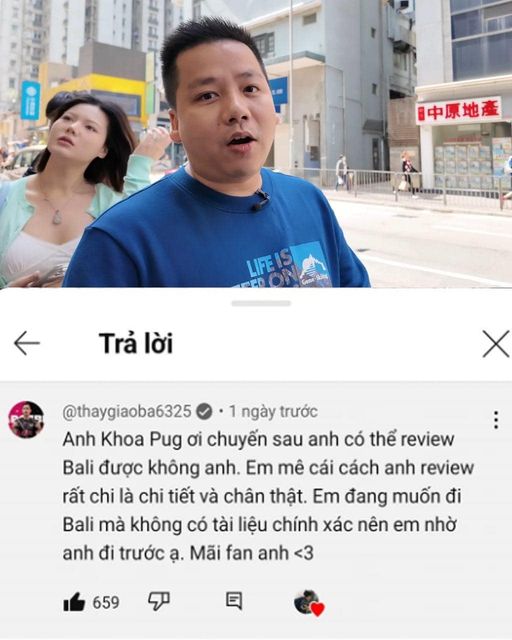 中原地產
LIFE IS
Trả lời
@thaygiaoba6325 • 1 ngày trước
Anh Khoa Pug ơi chuyến sau anh có thể review
Bali được không anh. Em mê cái cách anh review
rất chi là chi tiết và chân thật. Em đang muốn đi
Bali mà không có tài liệu chính xác nên em nhờ
anh đi trước ạ. Mãi fan anh <3
659